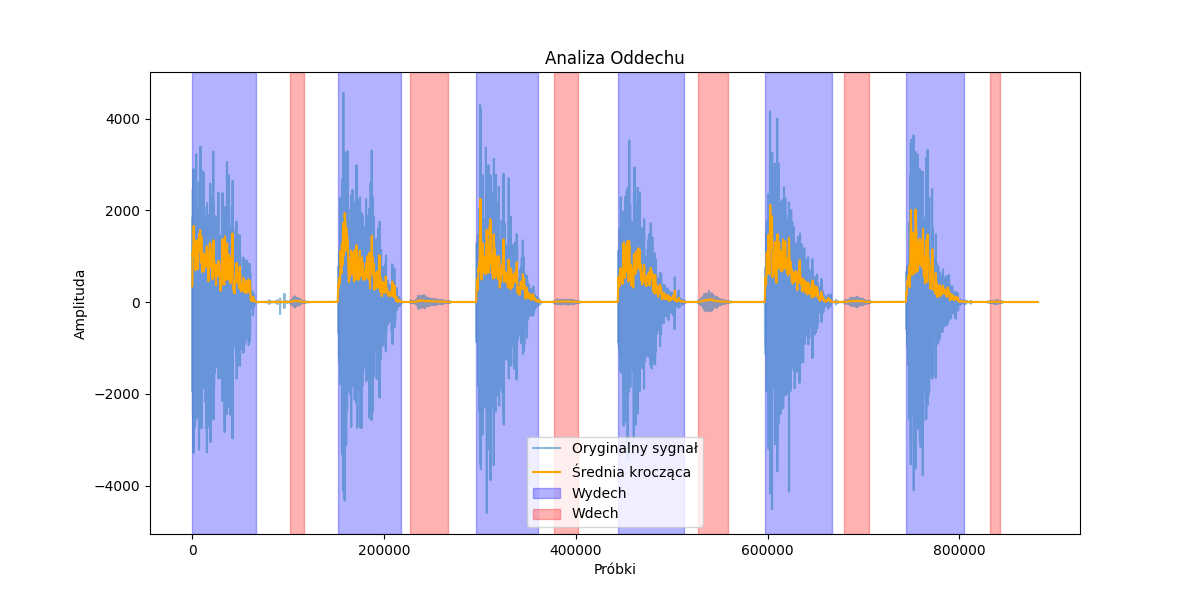 Analiza Oddechu
Amplituda
4000
2000
0
−2000
−4000
Oryginalny sygnał
Średnia krocząca
Wydech
Wdech
0
200000
400000
600000
800000
Próbki